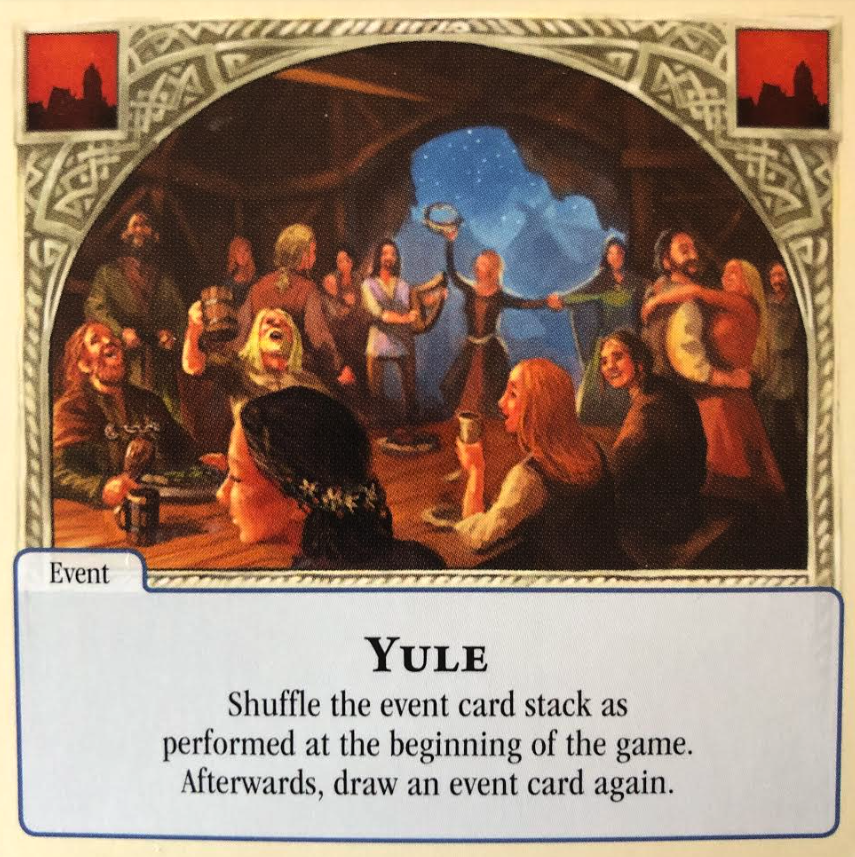 Event
Yule
Shuffle the event card stack as
performed at the beginning of the game.
Afterwards, draw an event card again.